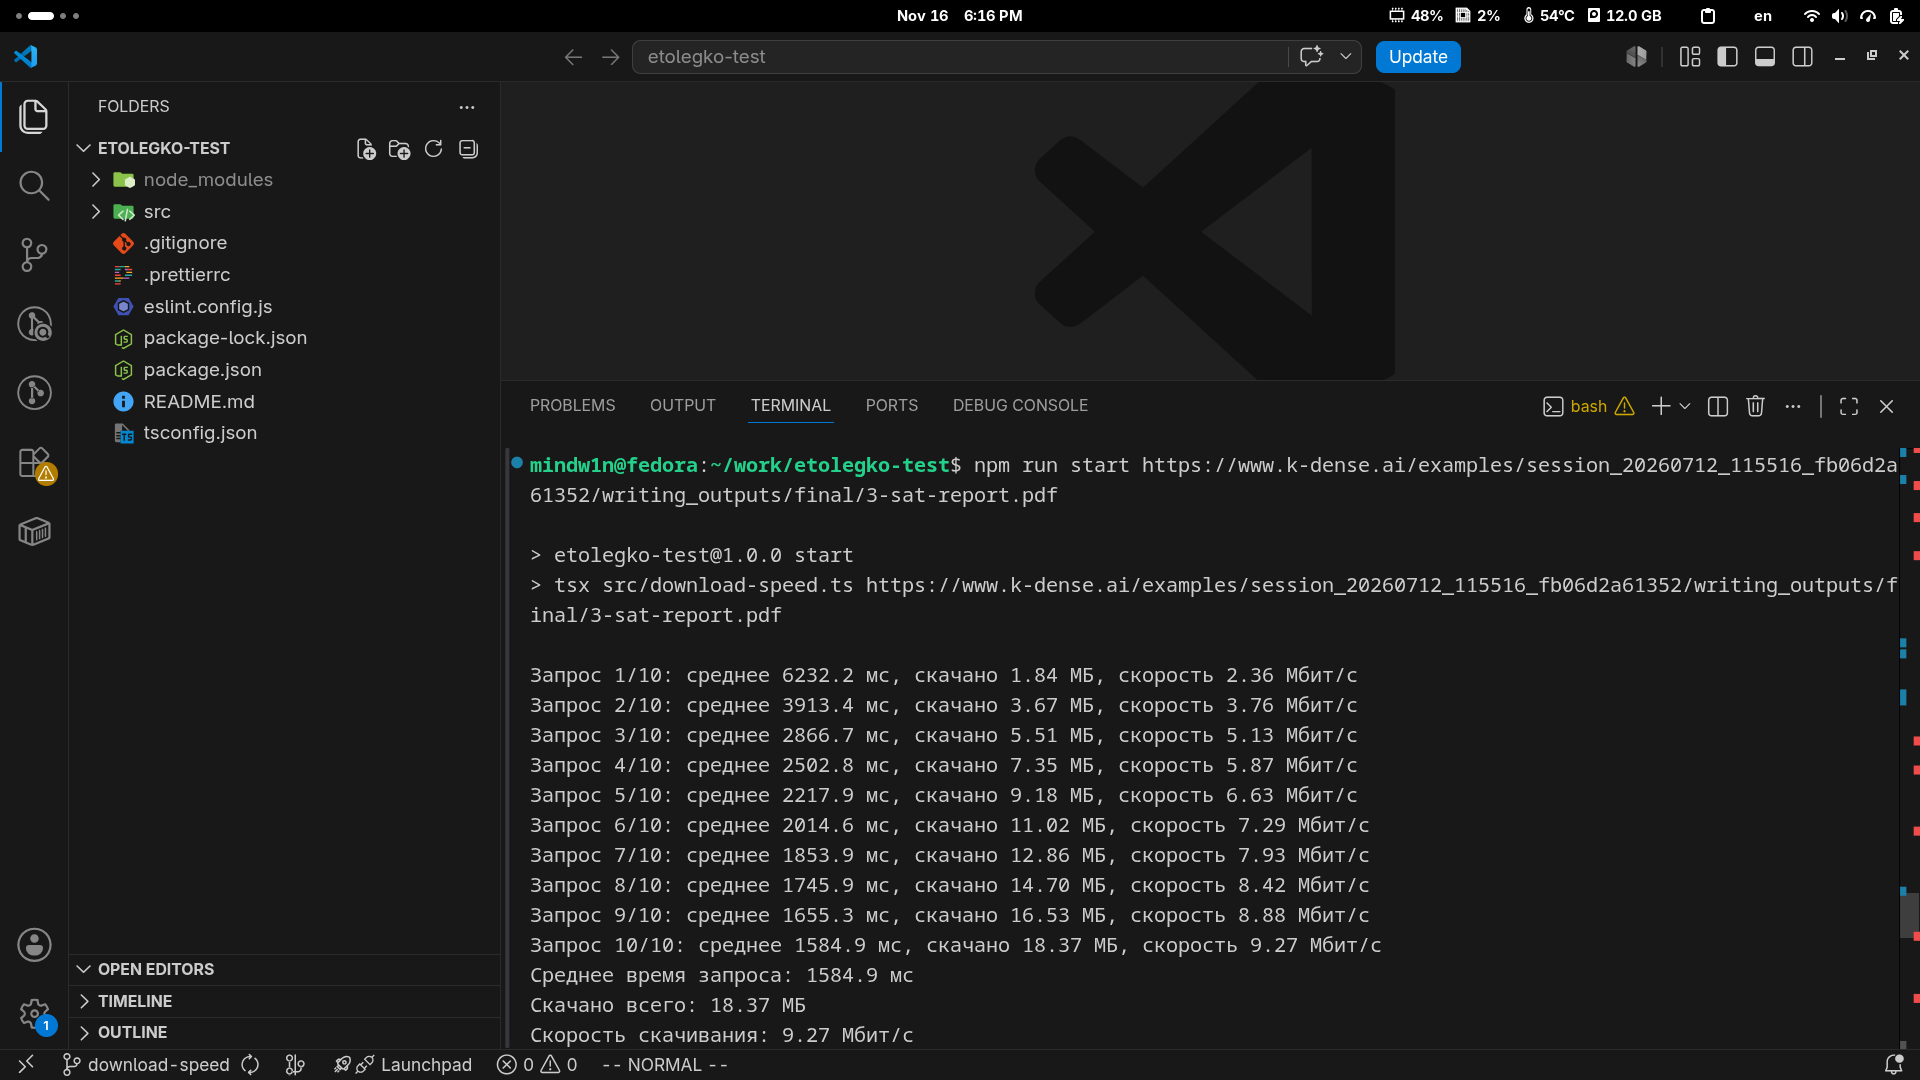 Nov 16 6:16 PM
48% 2% 54°C 12.0 GB en
etolegko-test
Update
FOLDERS
ETOLEGKO-TEST
node_modules
src
.gitignore
.prettierrc
eslint.config.js
package-lock.json
package.json
README.md
tsconfig.json
OPEN EDITORS
TIMELINE
OUTLINE
PROBLEMS OUTPUT TERMINAL PORTS DEBUG CONSOLE
bash
mindw1n@fedora:~/work/etolegko-test$ npm run start https://www.k-dense.ai/examples/session_20260712_115516_fb06d2a
61352/writing_outputs/final/3-sat-report.pdf
> etolegko-test@1.0.0 start
> tsx src/download-speed.ts https://www.k-dense.ai/examples/session_20260712_115516_fb06d2a61352/writing_outputs/f
inal/3-sat-report.pdf
Запрос 1/10: среднее 6232.2 мс, скачано 1.84 МБ, скорость 2.36 Мбит/с
Запрос 2/10: среднее 3913.4 мс, скачано 3.67 МБ, скорость 3.76 Мбит/с
Запрос 3/10: среднее 2866.7 мс, скачано 5.51 МБ, скорость 5.13 Мбит/с
Запрос 4/10: среднее 2502.8 мс, скачано 7.35 МБ, скорость 5.87 Мбит/с
Запрос 5/10: среднее 2217.9 мс, скачано 9.18 МБ, скорость 6.63 Мбит/с
Запрос 6/10: среднее 2014.6 мс, скачано 11.02 МБ, скорость 7.29 Мбит/с
Запрос 7/10: среднее 1853.9 мс, скачано 12.86 МБ, скорость 7.93 Мбит/с
Запрос 8/10: среднее 1745.9 мс, скачано 14.70 МБ, скорость 8.42 Мбит/с
Запрос 9/10: среднее 1655.3 мс, скачано 16.53 МБ, скорость 8.88 Мбит/с
Запрос 10/10: среднее 1584.9 мс, скачано 18.37 МБ, скорость 9.27 Мбит/с
Среднее время запроса: 1584.9 мс
Скачано всего: 18.37 МБ
Скорость скачивания: 9.27 Мбит/с
1
download-speed Launchpad 0 0 -- NORMAL --